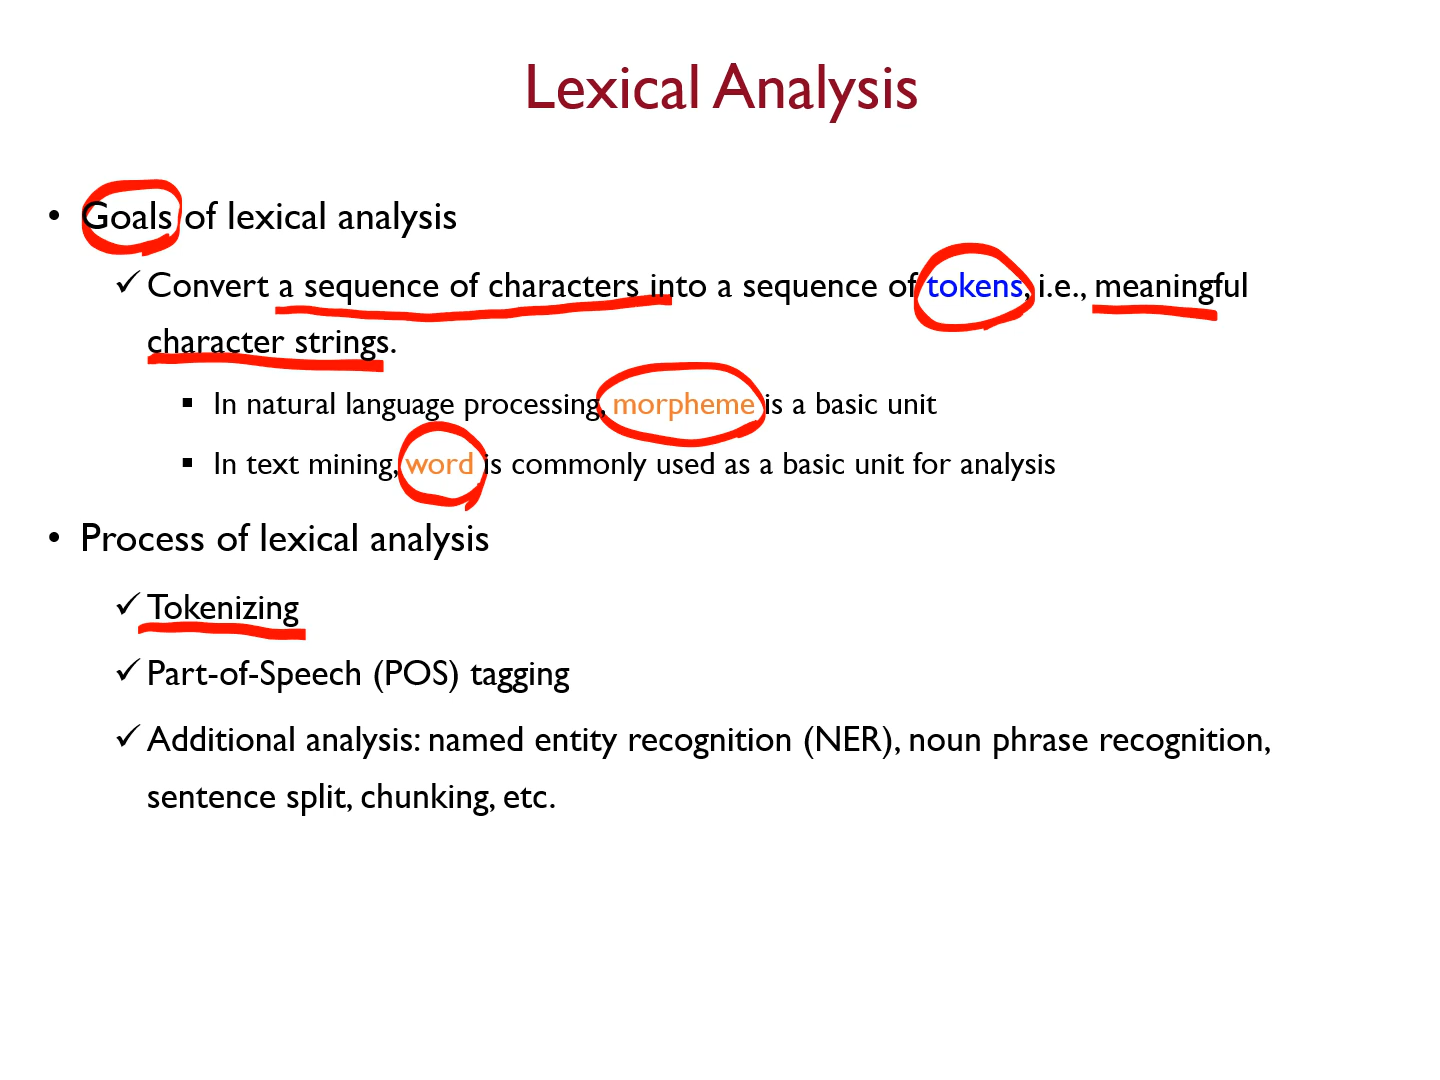 Lexical Analysis
• Goals of lexical analysis
✓ Convert a sequence of characters into a sequence of tokens, i.e., meaningful
character strings.
▪ In natural language processing, morpheme is a basic unit
▪ In text mining, word is commonly used as a basic unit for analysis
• Process of lexical analysis
✓ Tokenizing
✓ Part-of-Speech (POS) tagging
✓ Additional analysis: named entity recognition (NER), noun phrase recognition,
sentence split, chunking, etc.